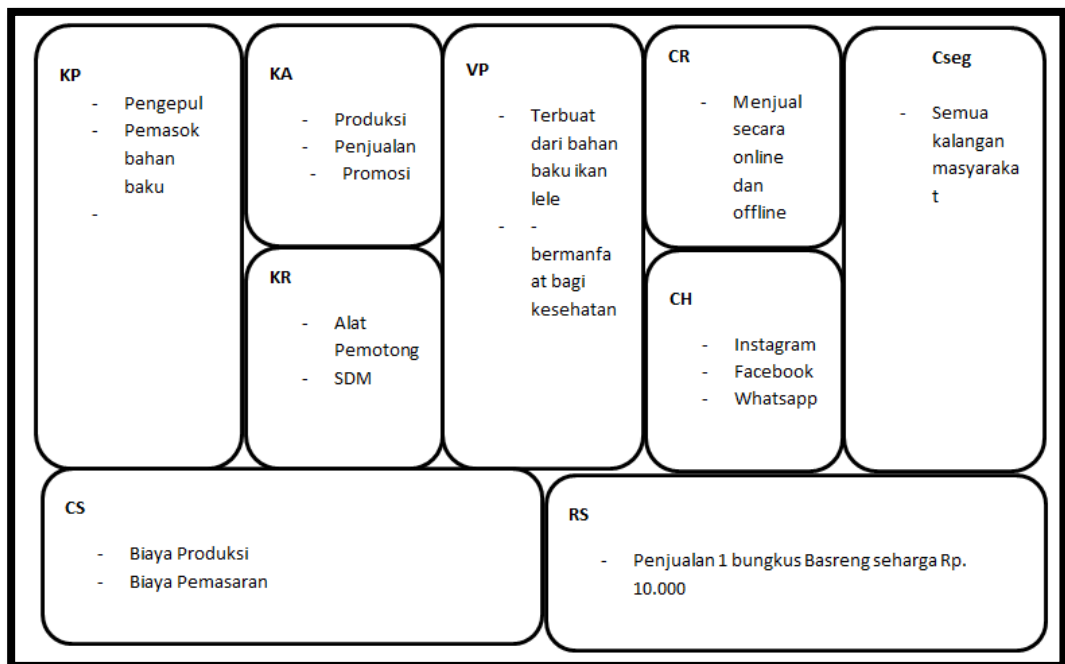 KP
- Pengepul
- Pemasok
bahan
baku
-
KA
- Produksi
- Penjualan
- Promosi
KR
- Alat
Pemotong
- SDM
VP
- Terbuat
dari bahan
baku ikan
lele
- -
bermanfa
at bagi
kesehatan
CR
- Menjual
secara
online
dan
offline
CH
- Instagram
- Facebook
- Whatsapp
Cseg
- Semua
kalangan
masyaraka
t
CS
- Biaya Produksi
- Biaya Pemasaran
RS
- Penjualan 1 bungkus Basreng seharga Rp.
10.000